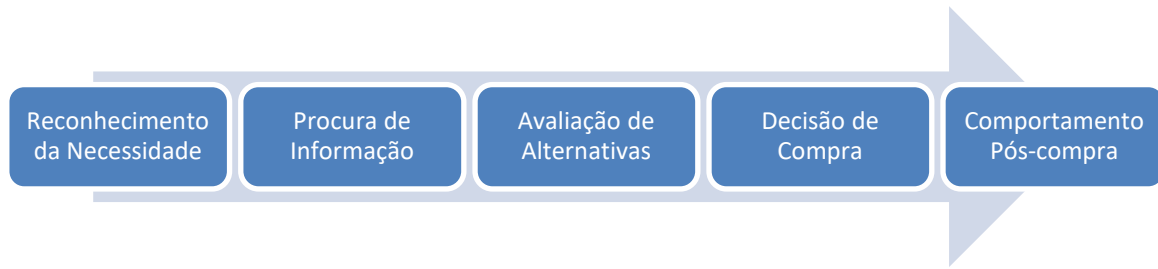 Reconhecimento
da Necessidade
Procura de
Informação
Avaliação de
Alternativas
Decisão de
Compra
Comportamento
Pós-compra